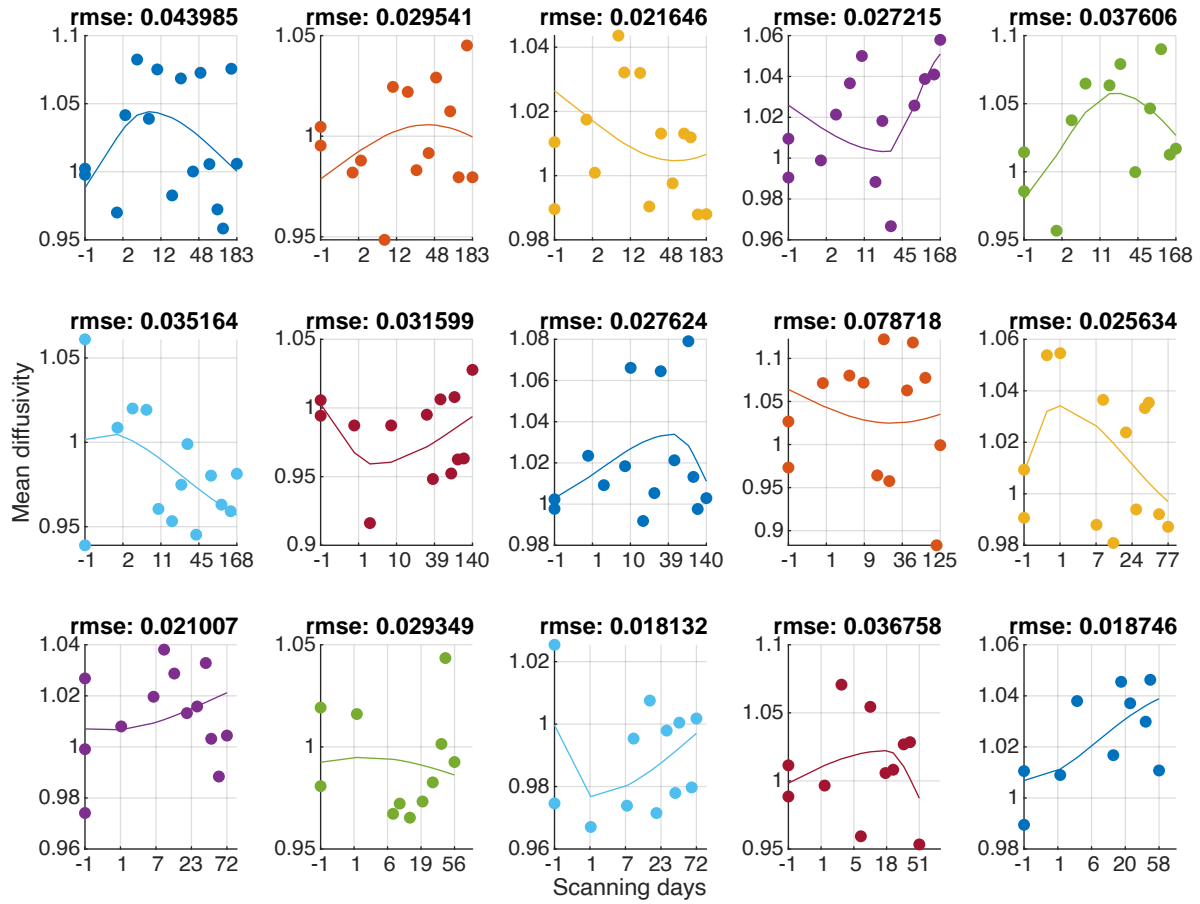 rmse: 0.043985 rmse: 0.029541 rmse: 0.021646 rmse: 0.027215 rmse: 0.037606
1.1 1.05 1.04 1.06 1.1
1.04
1.05 1.02 1.02 1.05
1 1 1 1 1
0.98
0.95 0.95 0.98 0.96 0.95
-1 2 12 48 183 -1 2 12 48 183 -1 2 12 48 183 -1 2 11 45 168 -1 2 11 45 168
rmse: 0.035164 rmse: 0.031599 rmse: 0.027624 rmse: 0.078718 rmse: 0.025634
1.05 1.05 1.08 1.1 1.06
1.06 1.05 1.04
1 1 1.04 1 1.02
0.95 0.95 1.02 0.95 1
0.9 1 0.9 0.98
0.98
-1 2 11 45 168 -1 1 10 39 140 -1 1 10 39 140 -1 1 9 36 125 -1 1 7 24 77
Mean diffusivity
rmse: 0.021007 rmse: 0.029349 rmse: 0.018132 rmse: 0.036758 rmse: 0.018746
1.04 1.05 1.02 1.1 1.06
1.02 1.05 1.04
1 1 1 1 1.02
0.98 0.98 1
0.96 0.95 0.96 0.95 0.98
-1 1 7 23 72 -1 1 6 19 56 -1 1 7 23 72 -1 1 5 18 51 -1 1 6 20 58
Scanning days